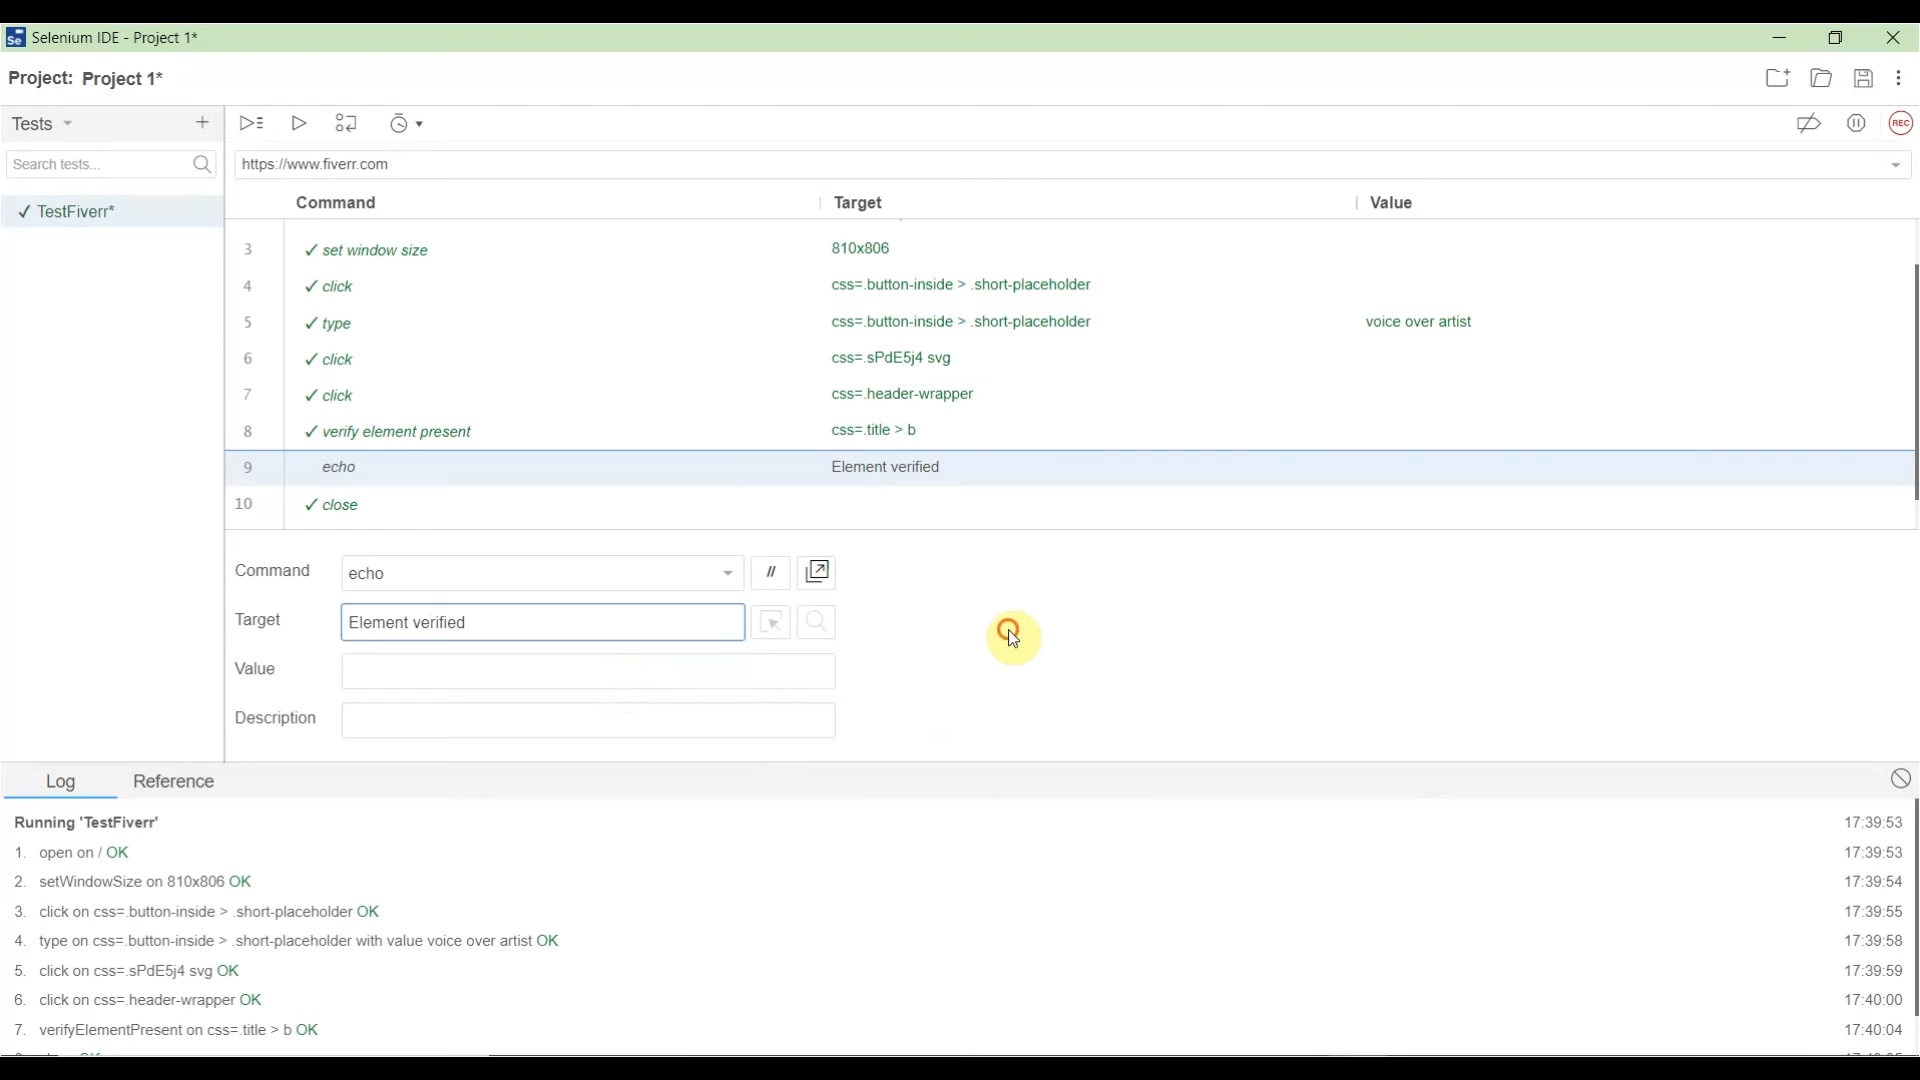 Selenium IDE - Project 1*
Project: Project 1*
Tests
Search tests...
✓ TestFiverr*
REC
https://www.fiverr.com
Command Target Value
3 ✓ set window size 810x806
4 ✓ click css=.button-inside > .short-placeholder
5 ✓ type css=.button-inside > .short-placeholder voice over artist
6 ✓ click css=.sPdE5j4 svg
7 ✓ click css=.header-wrapper
8 ✓ verify element present css=.title > b
9 echo Element verified
10 ✓ close
Command echo //
Target Element verified
Value
Description
Log Reference
Running 'TestFiverr' 17:39:53
1. open on / OK 17:39:53
2. setWindowSize on 810x806 OK 17:39:54
3. click on css=.button-inside > .short-placeholder OK 17:39:55
4. type on css=.button-inside > .short-placeholder with value voice over artist OK 17:39:58
5. click on css=.sPdE5j4 svg OK 17:39:59
6. click on css=.header-wrapper OK 17:40:00
7. verifyElementPresent on css=.title > b OK 17:40:04